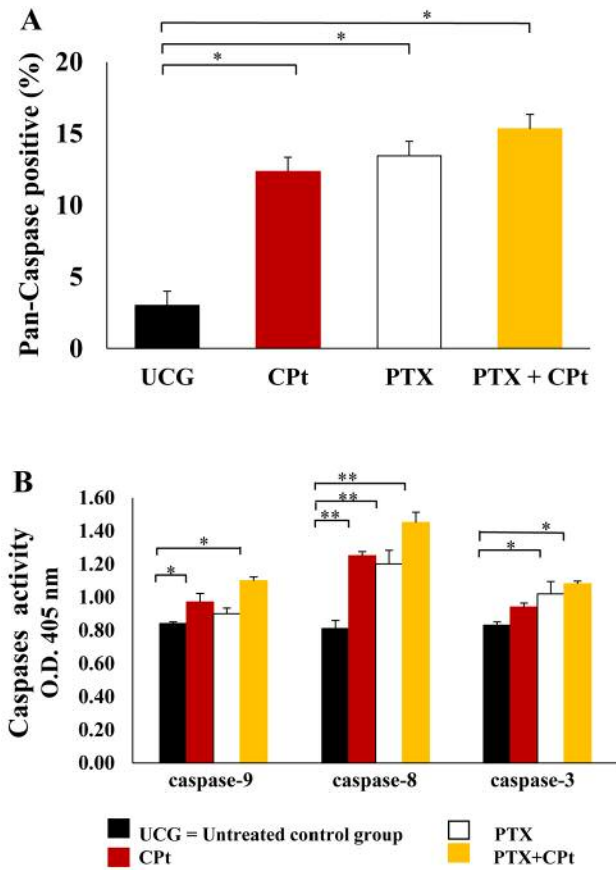 A
*
*
*
Pan-Caspase positive (%)
20
15
10
5
0
UCG CPt PTX PTX + CPt
B
Caspases activity
O.D. 405 nm
1.60
1.40
1.20
1.00
0.80
0.60
0.40
0.20
0.00
* *
** ** **
* *
caspase-9 caspase-8 caspase-3
UCG = Untreated control group PTX
CPt PTX+CPt